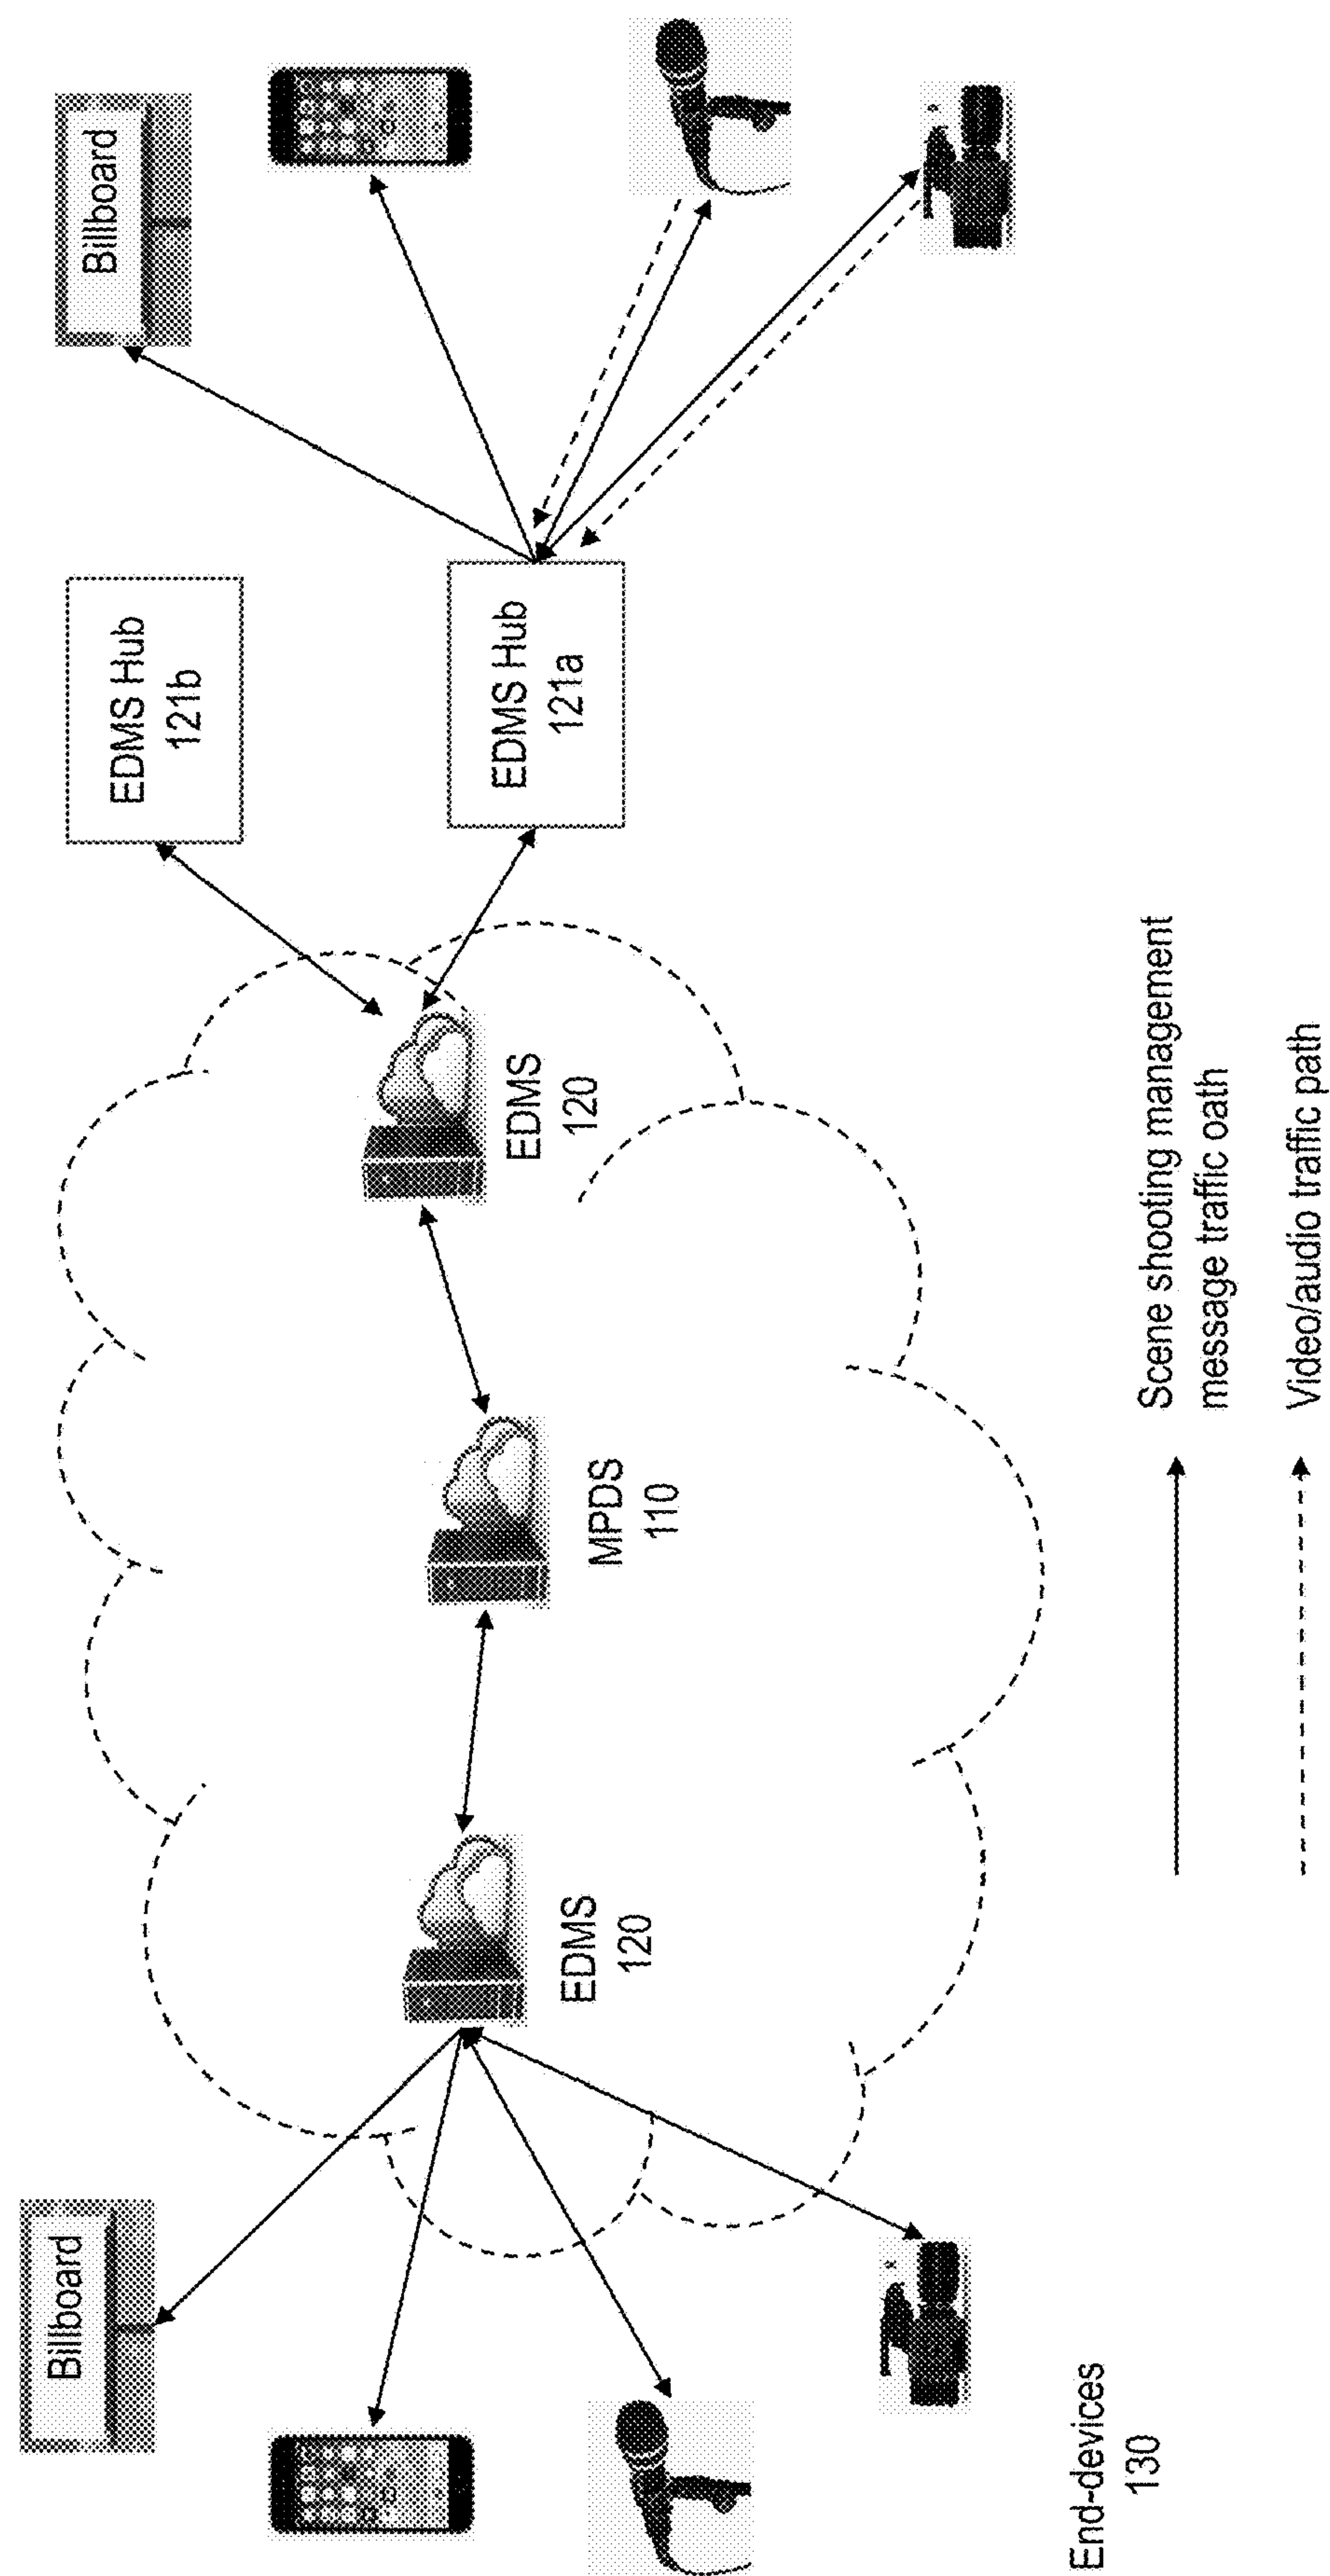 Billboard
End-devices
130
EDMS
120
MPDS
110
EDMS
120
EDMS Hub
121b
EDMS Hub
121a
Billboard
Scene shooting management
message traffic oath
Video/audio traffic path